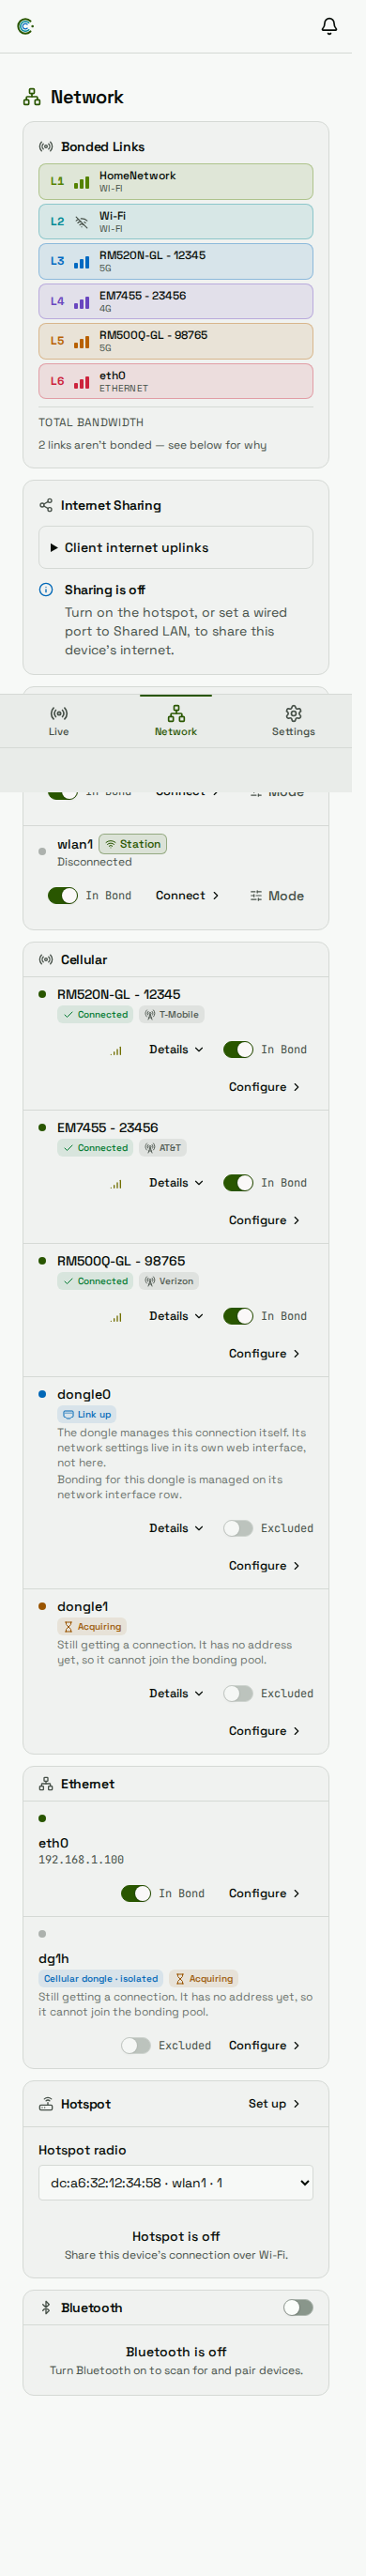 Network
Bonded Links
L1 HomeNetwork
WI-FI
L2 Wi-Fi
WI-FI
L3 RM520N-GL - 12345
5G
L4 EM7455 - 23456
4G
L5 RM500Q-GL - 98765
5G
L6 eth0
ETHERNET
TOTAL BANDWIDTH
2 links aren't bonded — see below for why
Internet Sharing
Client internet uplinks
Sharing is off
Turn on the hotspot, or set a wired
port to Shared LAN, to share this
device's internet.
Live Network Settings
In Bond Connect Mode
wlan1 Station
Disconnected
In Bond Connect Mode
Cellular
RM520N-GL - 12345
Connected T-Mobile
Details In Bond
Configure
EM7455 - 23456
Connected AT&T
Details In Bond
Configure
RM500Q-GL - 98765
Connected Verizon
Details In Bond
Configure
dongle0
Link up
The dongle manages this connection itself. Its
network settings live in its own web interface,
not here.
Bonding for this dongle is managed on its
network interface row.
Details Excluded
Configure
dongle1
Acquiring
Still getting a connection. It has no address
yet, so it cannot join the bonding pool.
Details Excluded
Configure
Ethernet
eth0
192.168.1.100
In Bond Configure
dg1h
Cellular dongle · isolated Acquiring
Still getting a connection. It has no address yet, so
it cannot join the bonding pool.
Excluded Configure
Hotspot Set up
Hotspot radio
dc:a6:32:12:34:58 · wlan1 · 1
Hotspot is off
Share this device's connection over Wi-Fi.
Bluetooth
Bluetooth is off
Turn Bluetooth on to scan for and pair devices.